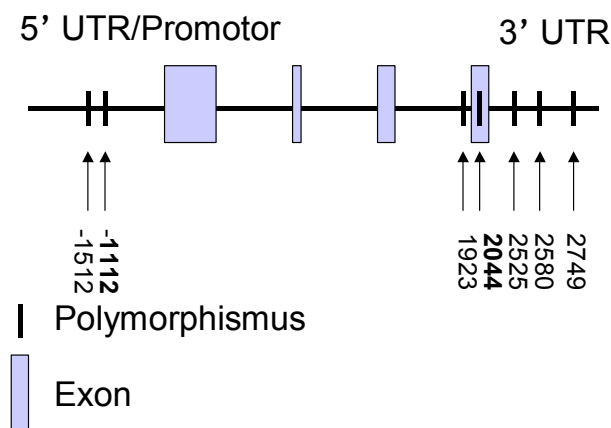 5' UTR/Promotor
3' UTR
-1512
-1112
1923
2044
2525
2580
2749
Polymorphismus
Exon